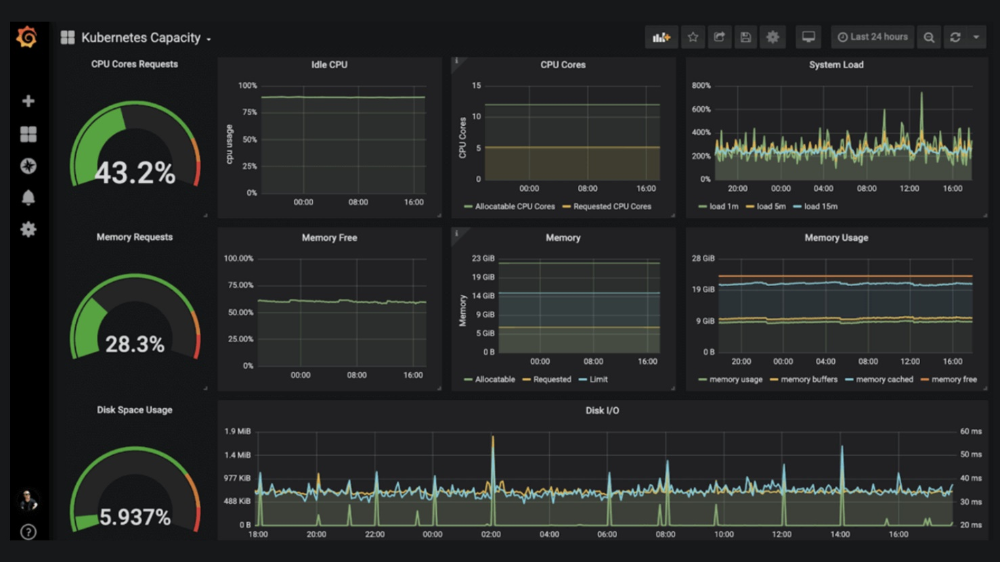 Kubernetes Capacity
Last 24 hours
CPU Cores Requests
43.2%
Idle CPU
cpu usage
100%
75%
50%
25%
0%
00:00 08:00 16:00
CPU Cores
CPU Cores
15
10
5
0
00:00 08:00 16:00
Allocatable CPU Cores Requested CPU Cores
System Load
800%
600%
400%
200%
0%
20:00 00:00 04:00 08:00 12:00 16:00
load 1m load 5m load 15m
Memory Requests
28.3%
Memory Free
100.00%
75.00%
50.00%
25.00%
0%
00:00 08:00 16:00
Memory
Memory
23 GiB
19 GiB
14 GiB
9 GiB
5 GiB
0 B
00:00 08:00 16:00
Allocatable Requested Limit
Memory Usage
28 GiB
19 GiB
9 GiB
0 B
20:00 00:00 04:00 08:00 12:00 16:00
memory usage memory buffers memory cached memory free
Disk Space Usage
5.937%
Disk I/O
1.9 MiB
1.4 MiB
977 KiB
488 KiB
0 B
60 ms
50 ms
40 ms
30 ms
20 ms
18:00 20:00 22:00 00:00 02:00 04:00 06:00 08:00 10:00 12:00 14:00 16:00